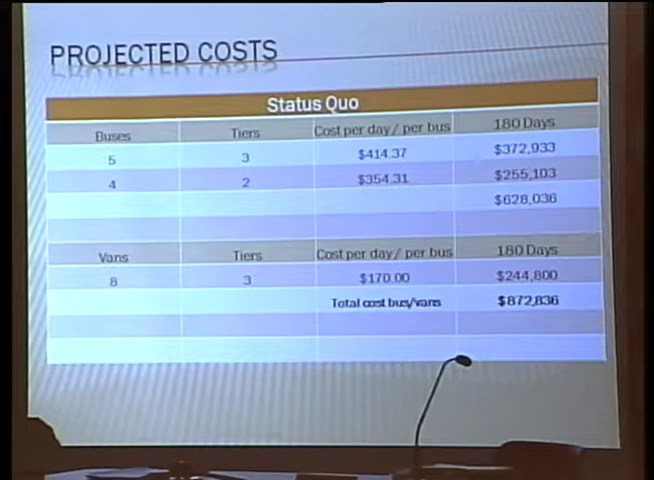 PROJECTED COSTS
Status Quo
Buses Tiers Cost per day/ per bus 180 Days
5 3 $414.37 $372,933
4 2 $354.31 $255,103
$628,036
Vans Tiers Cost per day/ per bus 180 Days
8 3 $170.00 $244,800
Total cost bus/vans $872,836